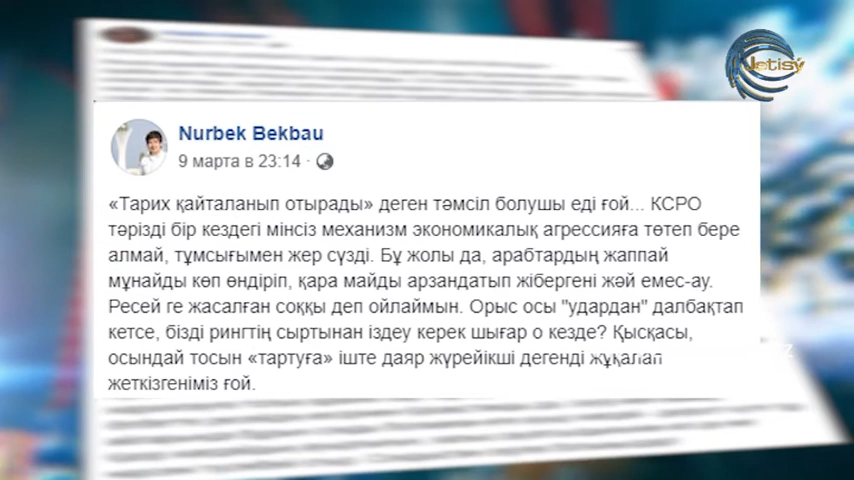 Jetisý
Nurbek Bekbau
9 марта в 23:14 ·
«Тарих қайталанып отырады» деген тәмсіл болушы еді ғой... КСРО
тәрізді бір кездегі мінсіз механизм экономикалық агрессияға төтеп бере
алмай, тұмсығымен жер сүзді. Бұ жолы да, арабтардың жаппай
мұнайды көп өндіріп, қара майды арзандатып жібергені жәй емес-ау.
Ресей ге жасалған соққы деп ойлаймын. Орыс осы "удардан" далбақтап
кетсе, бізді рингтің сыртынан іздеу керек шығар о кезде? Қысқасы,
осындай тосын «тартуға» іште даяр жүрейікші дегенді жұқалап
жеткізгеніміз ғой.